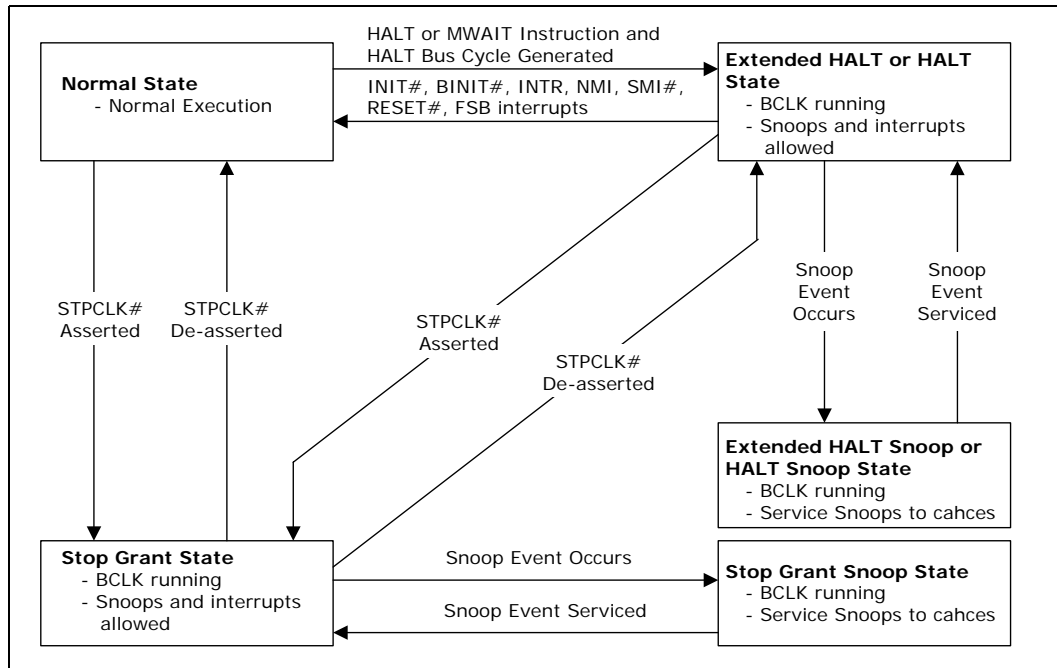 HALT or MWAIT Instruction and
HALT Bus Cycle Generated
Normal State
- Normal Execution
INIT#, BINIT#, INTR, NMI, SMI#,
RESET#, FSB interrupts
Extended HALT or HALT
State
- BCLK running
- Snoops and interrupts
allowed
STPCLK#
Asserted
STPCLK#
De-asserted
STPCLK#
Asserted
STPCLK#
De-asserted
Snoop
Event
Occurs
Snoop
Event
Serviced
Extended HALT Snoop or
HALT Snoop State
- BCLK running
- Service Snoops to cahces
Stop Grant State
- BCLK running
- Snoops and interrupts
allowed
Snoop Event Occurs
Snoop Event Serviced
Stop Grant Snoop State
- BCLK running
- Service Snoops to cahces